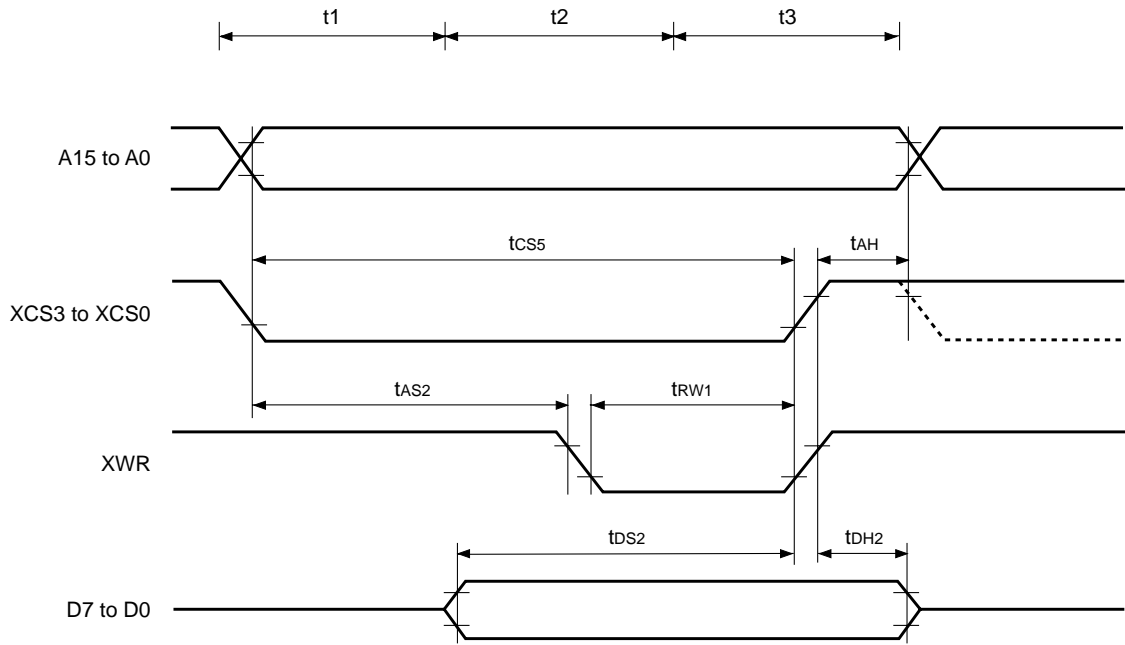 t1 t2 t3
A15 to A0
tCS5 tAH
XCS3 to XCS0
tAS2 tRW1
XWR
tDS2 tDH2
D7 to D0